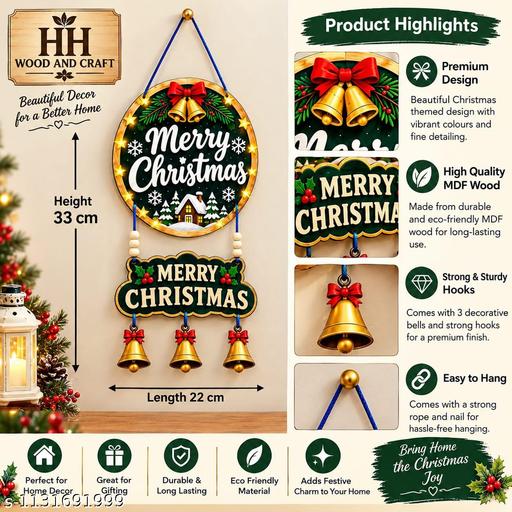 HH
WOOD AND CRAFT
Beautiful Decor
for a Better Home
Height
33 cm
Merry
Christmas
MERRY
CHRISTMAS
Length 22 cm
Product Highlights
Premium
Design
Beautiful Christmas
themed design with
vibrant colours and
fine detailing.
Merry
MERRY
CHRISTMA
High Quality
MDF Wood
Made from durable
and eco-friendly MDF
wood for long-lasting
use.
Strong & Sturdy
Hooks
Comes with 3 decorative
bells and strong hooks
for a premium finish.
Easy to Hang
Comes with a strong
rope and nail for
hassle-free hanging.
Perfect for
Home Decor
Great for
Gifting
Durable &
Long Lasting
Eco Friendly
Material
Adds Festive
Charm to Your Home
Bring Home
the Christmas
Joy
s-1131691999